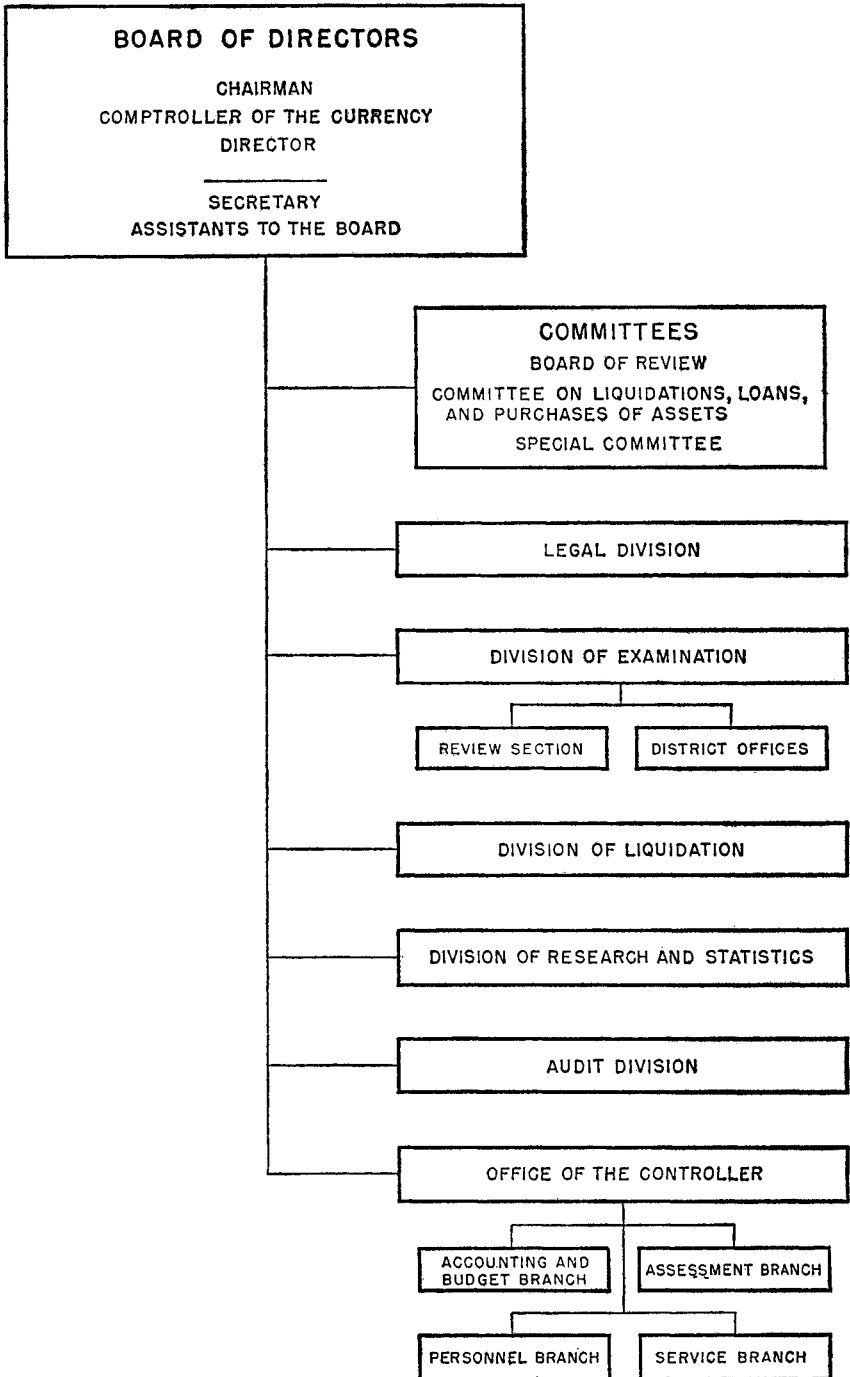 BOARD OF DIRECTORS
CHAIRMAN
COMPTROLLER OF THE CURRENCY
DIRECTOR
SECRETARY
ASSISTANTS TO THE BOARD
COMMITTEES
BOARD OF REVIEW
COMMITTEE ON LIQUIDATIONS, LOANS,
AND PURCHASES OF ASSETS
SPECIAL COMMITTEE
LEGAL DIVISION
DIVISION OF EXAMINATION
REVIEW SECTION
DISTRICT OFFICES
DIVISION OF LIQUIDATION
DIVISION OF RESEARCH AND STATISTICS
AUDIT DIVISION
OFFICE OF THE CONTROLLER
ACCOUNTING AND
BUDGET BRANCH
ASSESSMENT BRANCH
PERSONNEL BRANCH
SERVICE BRANCH